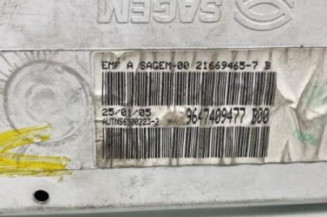 SAGEM
EMF A SAGEM-00 21669465-7 B
25/01/05
9647409477 B00